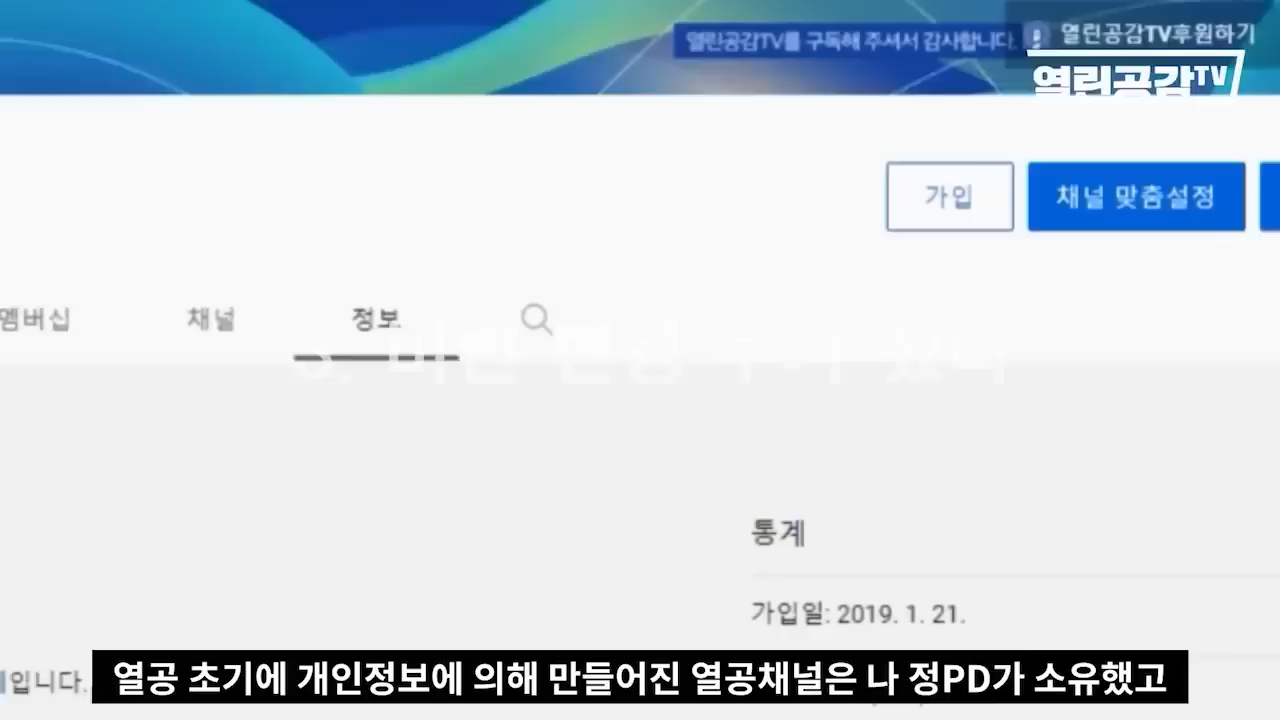 열린공감TV를 구독해 주셔서 감사합니다.
열린공감TV후원하기
열린공감TV
가입
채널 맞춤설정
멤버십
채널
정보
통계
가입일: 2019. 1. 21.
입니다.
열공 초기에 개인정보에 의해 만들어진 열공채널은 나 정PD가 소유했고